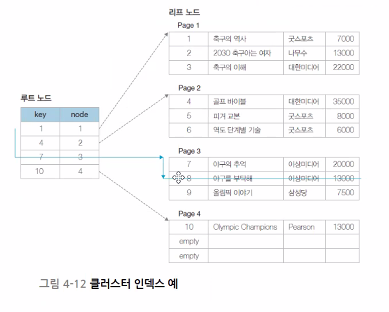 리프 노드
Page 1
1 축구의 역사 굿스포츠 7000
2 2030 축구아는 여자 나무수 13000
3 축구의 이해 대한미디어 22000
Page 2
4 골프 바이블 대한미디어 35000
5 피겨 교본 굿스포츠 8000
6 역도 단계별 기술 굿스포츠 6000
루트 노드
key node
1 1
4 2
7 3
10 4
Page 3
7 야구의 추억 이상미디어 20000
8 야구를 부탁해 이상미디어 13000
9 올림픽 이야기 삼성당 7500
Page 4
10 Olympic Champions Pearson 13000
empty
empty
그림 4-12 클러스터 인덱스 예